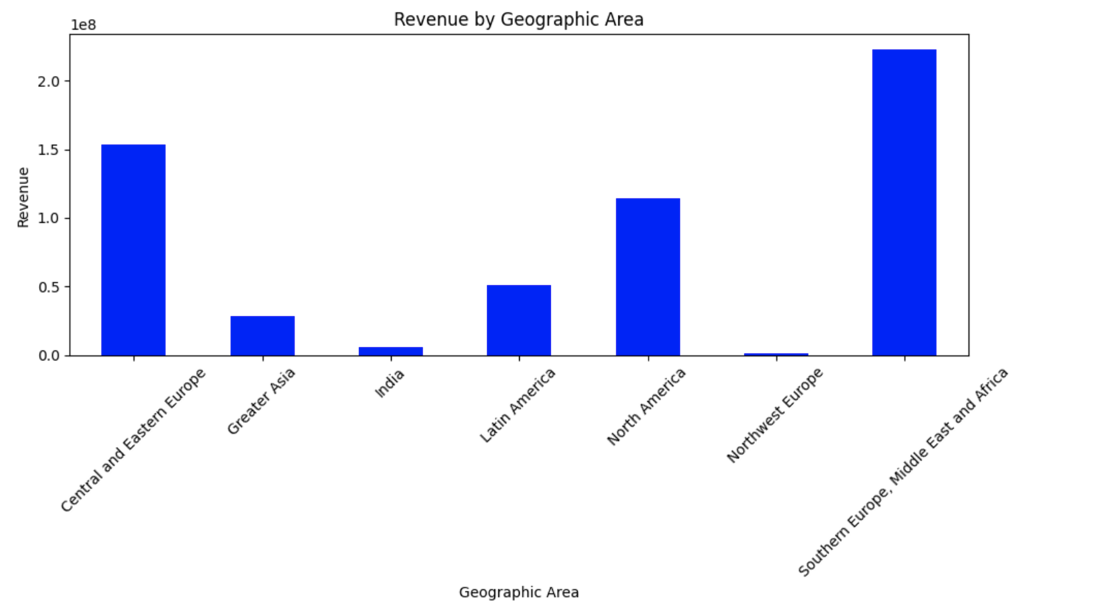 Revenue by Geographic Area
1e8
2.0
1.5
1.0
0.5
0.0
Revenue
Central and Eastern Europe
Greater Asia
India
Latin America
North America
Northwest Europe
Southern Europe, Middle East and Africa
Geographic Area